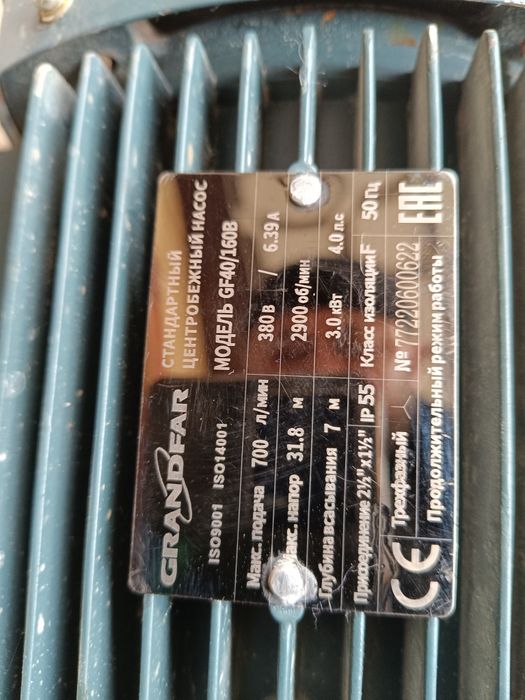 GRANDFAR
СТАНДАРТНЫЙ
ЦЕНТРОБЕЖНЫЙ НАСОС
ISO9001 ISO14001 МОДЕЛЬ GF40/160B
Макс. подача 700 л/мин 380 В / 6.39 А
Макс. напор 31.8 м 2900 об/мин
Глубина всасывания 7 м 3.0 кВт 4.0 л.с
Присоединение 2½"x1½" IP 55 Класс изоляции F 50 Гц
CE Трехфазный № 77220600622 EAC
Продолжительный режим работы